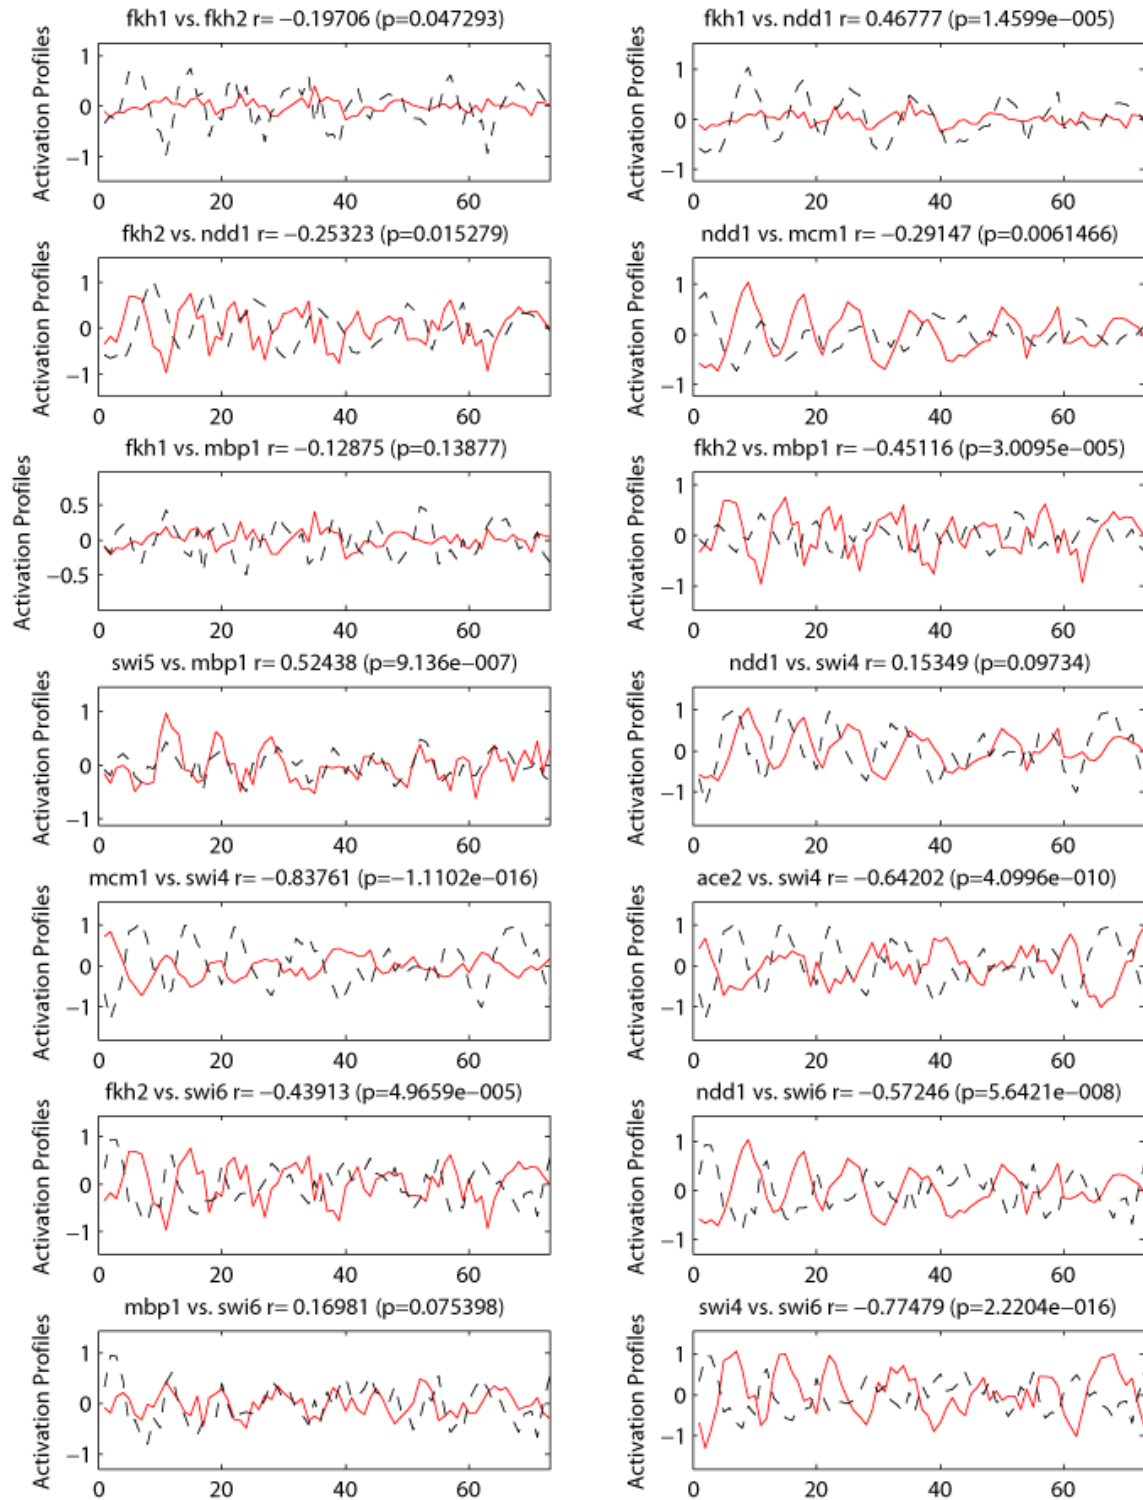 fkh1 vs. fkh2 r= −0.19706 (p=0.047293)
Activation Profiles
1
0
−1
0 20 40 60
fkh1 vs. ndd1 r= 0.46777 (p=1.4599e−005)
Activation Profiles
1
0
−1
0 20 40 60
fkh2 vs. ndd1 r= −0.25323 (p=0.015279)
Activation Profiles
1
0
−1
0 20 40 60
ndd1 vs. mcm1 r= −0.29147 (p=0.0061466)
Activation Profiles
1
0
−1
0 20 40 60
fkh1 vs. mbp1 r= −0.12875 (p=0.13877)
Activation Profiles
0.5
0
−0.5
0 20 40 60
fkh2 vs. mbp1 r= −0.45116 (p=3.0095e−005)
Activation Profiles
1
0
−1
0 20 40 60
swi5 vs. mbp1 r= 0.52438 (p=9.136e−007)
Activation Profiles
1
0
−1
0 20 40 60
ndd1 vs. swi4 r= 0.15349 (p=0.09734)
Activation Profiles
1
0
−1
0 20 40 60
mcm1 vs. swi4 r= −0.83761 (p=−1.1102e−016)
Activation Profiles
1
0
−1
0 20 40 60
ace2 vs. swi4 r= −0.64202 (p=4.0996e−010)
Activation Profiles
1
0
−1
0 20 40 60
fkh2 vs. swi6 r= −0.43913 (p=4.9659e−005)
Activation Profiles
1
0
−1
0 20 40 60
ndd1 vs. swi6 r= −0.57246 (p=5.6421e−008)
Activation Profiles
1
0
−1
0 20 40 60
mbp1 vs. swi6 r= 0.16981 (p=0.075398)
Activation Profiles
1
0
−1
0 20 40 60
swi4 vs. swi6 r= −0.77479 (p=2.2204e−016)
Activation Profiles
1
0
−1
0 20 40 60